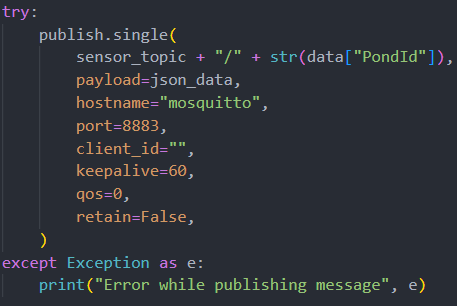 try:
    publish.single(
        sensor_topic + "/" + str(data["PondId"]),
        payload=json_data,
        hostname="mosquitto",
        port=8883,
        client_id="",
        keepalive=60,
        qos=0,
        retain=False,
    )
except Exception as e:
    print("Error while publishing message", e)